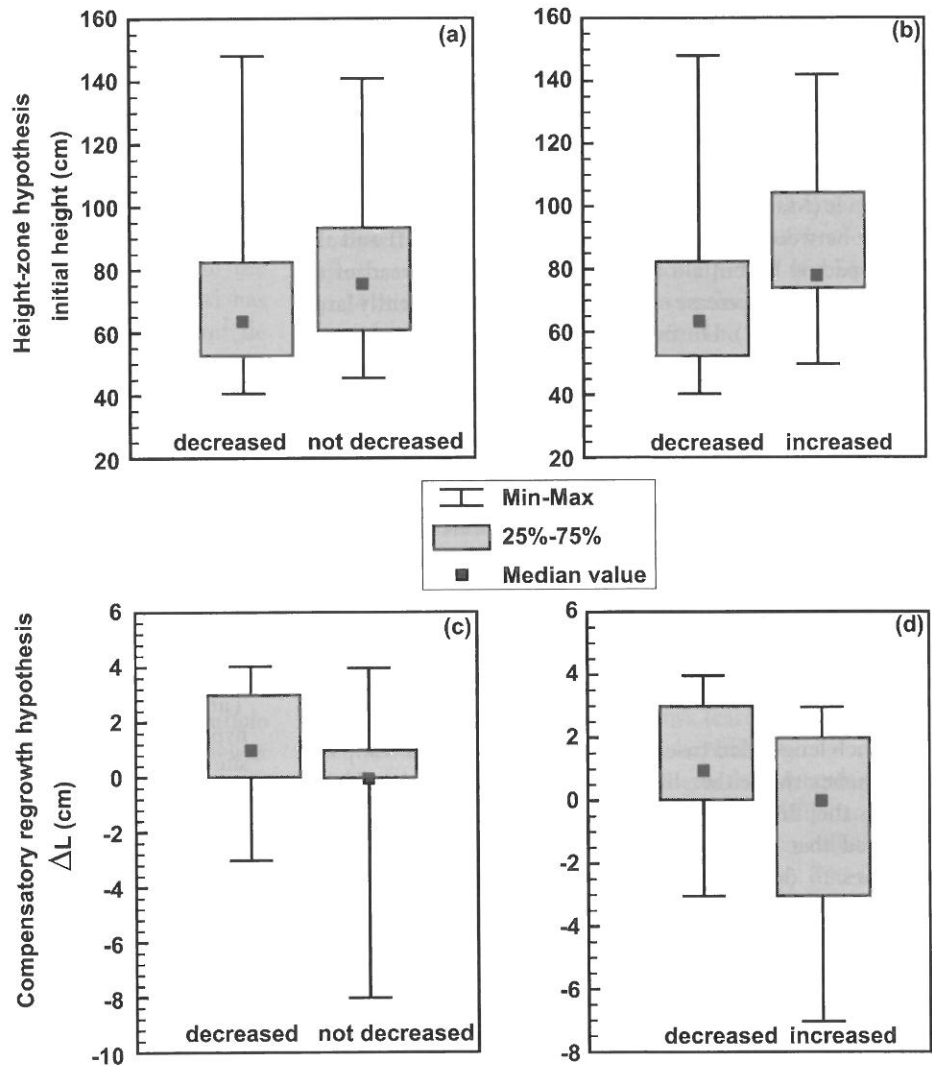 Height-zone hypothesis
initial height (cm)
160
140
120
100
80
60
40
20
(a)
decreased not decreased
160
140
120
100
80
60
40
20
(b)
decreased increased
Min-Max
25%-75%
Median value
Compensatory regrowth hypothesis
ΔL (cm)
6
4
2
0
-2
-4
-6
-8
-10
(c)
decreased not decreased
6
4
2
0
-2
-4
-6
-8
(d)
decreased increased